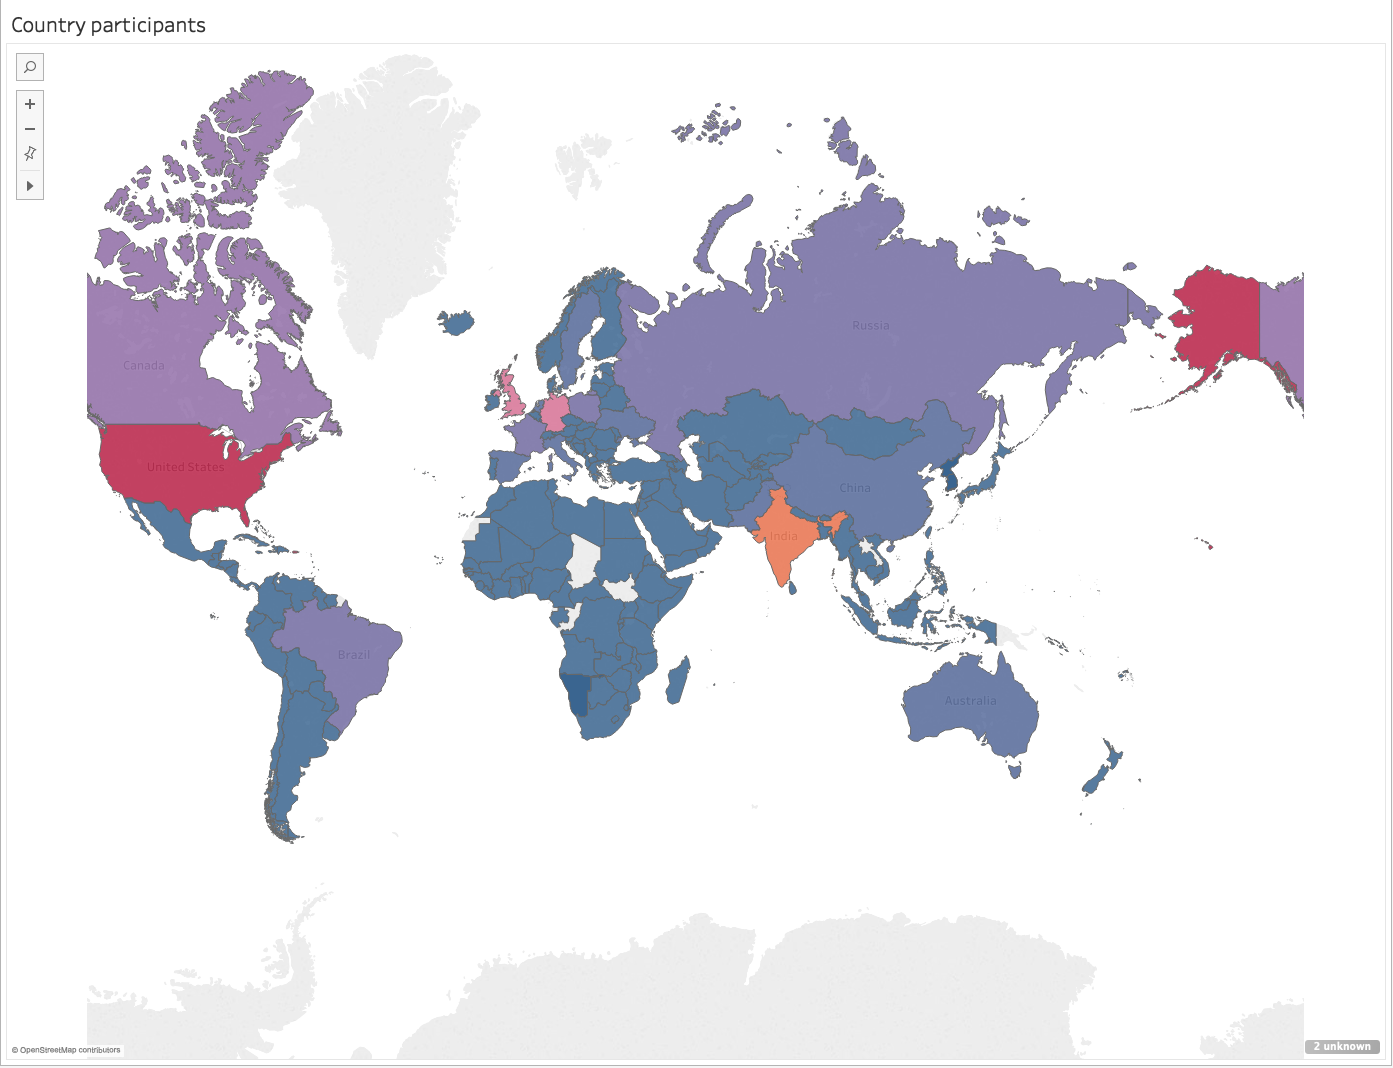 Country participants
Russia
Canada
United States
China
India
Brazil
Australia
© OpenStreetMap contributors
2 unknown